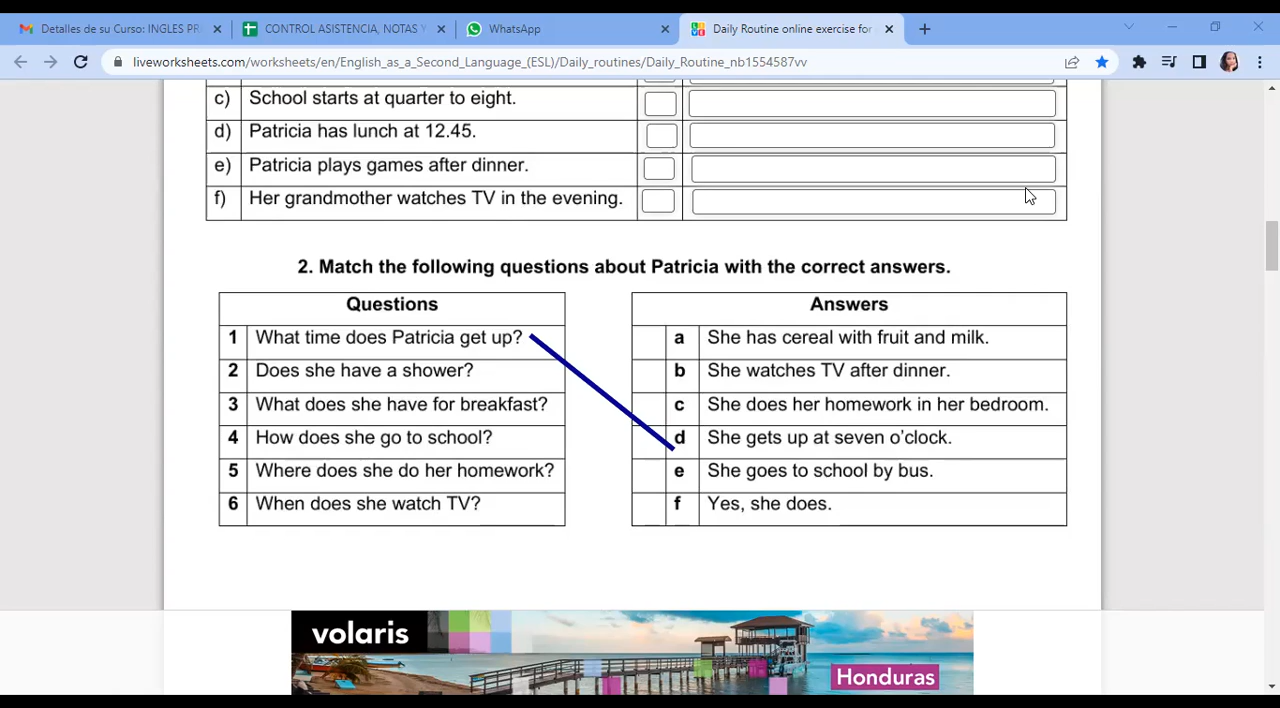 Detalles de su Curso: INGLES PR
CONTROL ASISTENCIA, NOTAS Y
WhatsApp
Daily Routine online exercise for
liveworksheets.com/worksheets/en/English_as_a_Second_Language_(ESL)/Daily_routines/Daily_Routine_nb1554587vv
c) School starts at quarter to eight.
d) Patricia has lunch at 12.45.
e) Patricia plays games after dinner.
f) Her grandmother watches TV in the evening.
2. Match the following questions about Patricia with the correct answers.
Questions
1 What time does Patricia get up?
2 Does she have a shower?
3 What does she have for breakfast?
4 How does she go to school?
5 Where does she do her homework?
6 When does she watch TV?
Answers
a She has cereal with fruit and milk.
b She watches TV after dinner.
c She does her homework in her bedroom.
d She gets up at seven o'clock.
e She goes to school by bus.
f Yes, she does.
volaris
Honduras